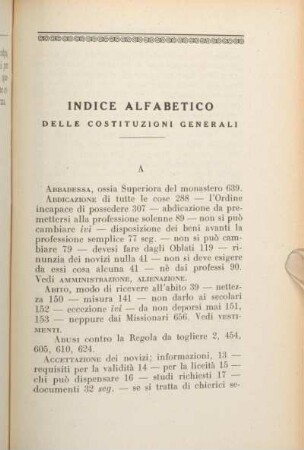 INDICE ALFABETICO
DELLE COSTITUZIONI GENERALI
A
ABBADESSA, ossia Superiora del monastero 639.
ABDICAZIONE di tutte le cose 288 — l'Ordine
incapace di possedere 307 — abdicazione da pre-
mettersi alla professione solenne 89 — non si può
cambiare ivi — disposizione dei beni avanti la
professione semplice 77 seg. — non si può cam-
biare 79 — devesi fare dagli Oblati 119 — ri-
nunzia dei novizi nulla 41 — non si deve esigere
da essi cosa alcuna 41 — nè dai professi 90.
Vedi AMMINISTRAZIONE, ALIENAZIONE.
ABITO, modo di ricevere all'abito 39 — nettez-
za 150 — misura 141 — non darlo ai secolari
152 — eccezione ivi — da non deporsi mai 151,
153 — neppure dai Missionari 656. Vedi VESTI-
MENTI.
ABUSI contro la Regola da togliere 2, 454,
605, 610, 624.
ACCETTAZIONE dei novizi; informazioni, 13 —
requisiti per la validità 14 — per la liceità 15 —
chi può dispensare 16 — studi richiesti 17 —
documenti 32 seg. — se si tratta di chierici se-